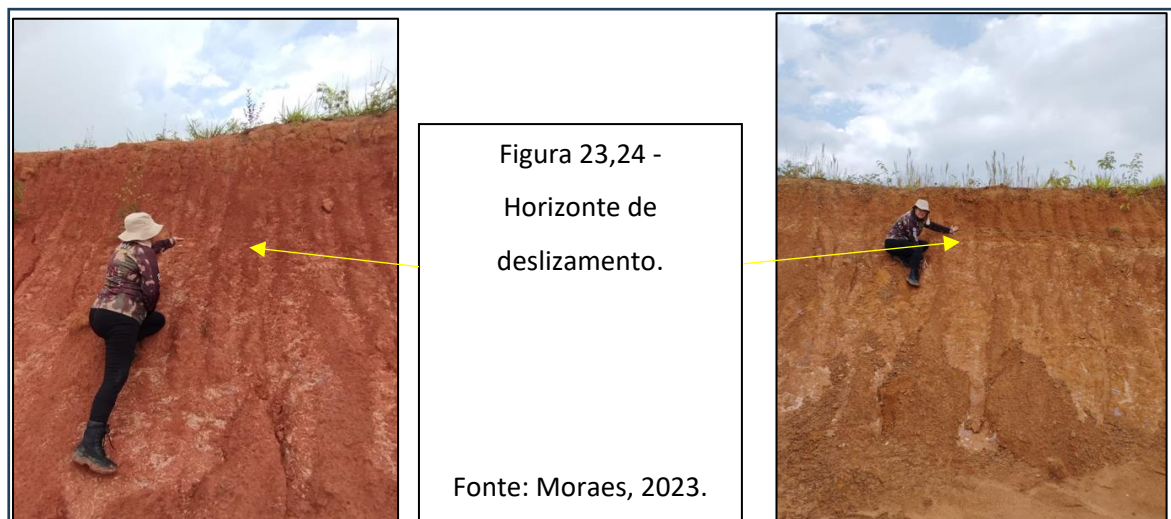 Figura 23,24 -
Horizonte de
deslizamento.
Fonte: Moraes, 2023.